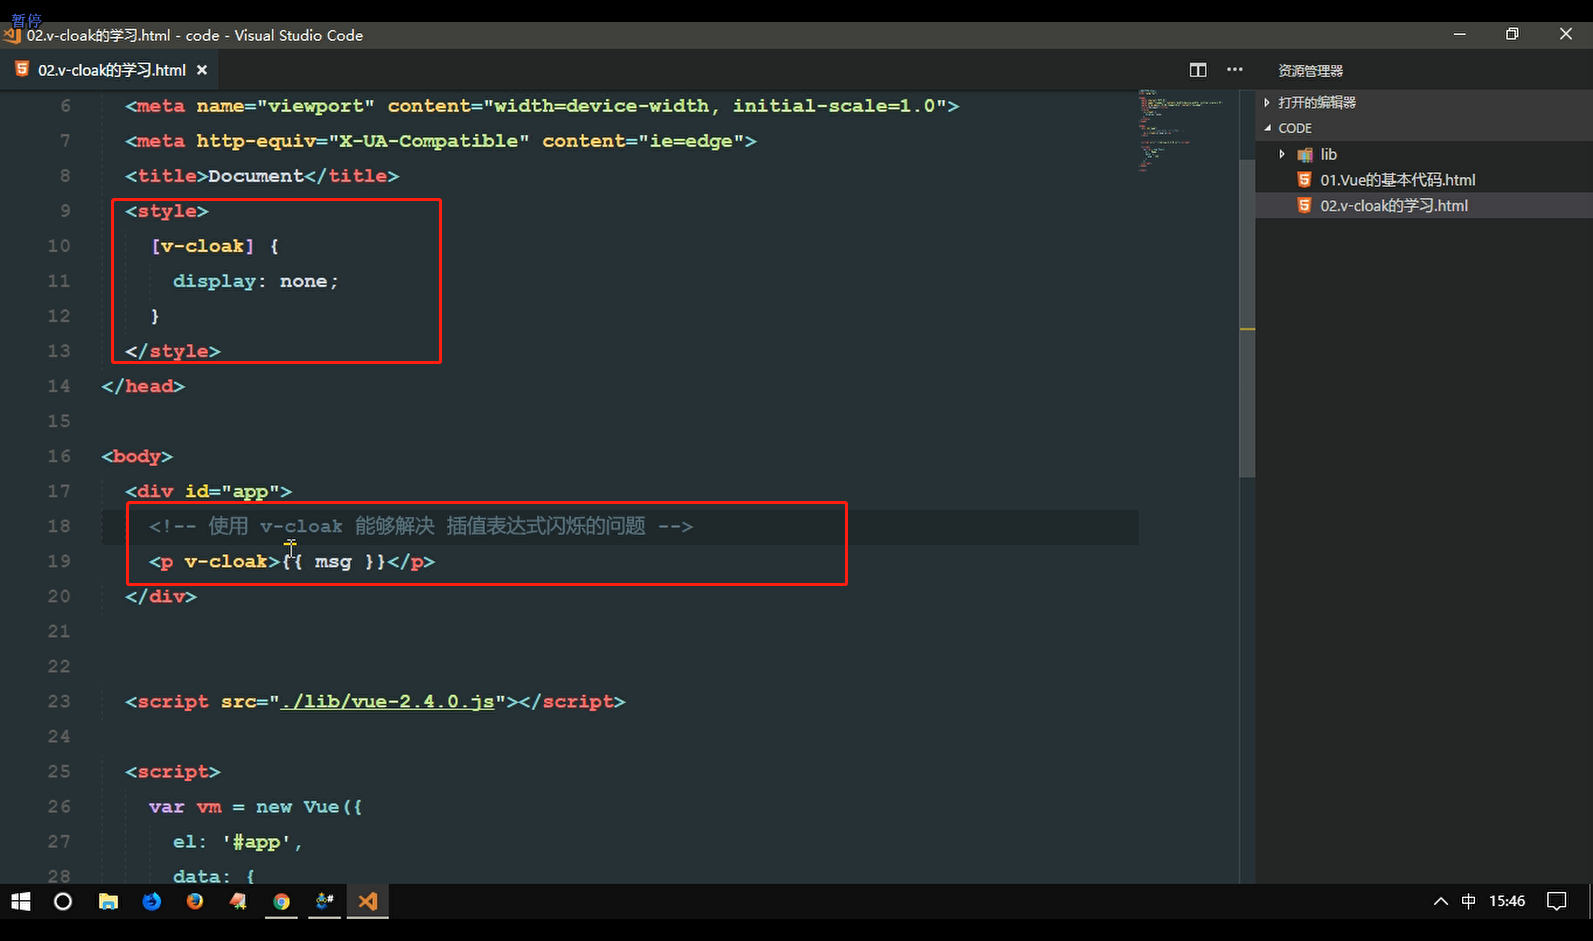 暂停
02.v-cloak的学习.html - code - Visual Studio Code
02.v-cloak的学习.html
资源管理器
打开的编辑器
CODE
lib
01.Vue的基本代码.html
02.v-cloak的学习.html
6 <meta name="viewport" content="width=device-width, initial-scale=1.0">
7 <meta http-equiv="X-UA-Compatible" content="ie=edge">
8 <title>Document</title>
9 <style>
10 [v-cloak] {
11 display: none;
12 }
13 </style>
14 </head>
15
16 <body>
17 <div id="app">
18 <!-- 使用 v-cloak 能够解决 插值表达式闪烁的问题 -->
19 <p v-cloak>{{ msg }}</p>
20 </div>
21
22
23 <script src="./lib/vue-2.4.0.js"></script>
24
25 <script>
26 var vm = new Vue({
27 el: '#app',
28 data: {
中 15:46